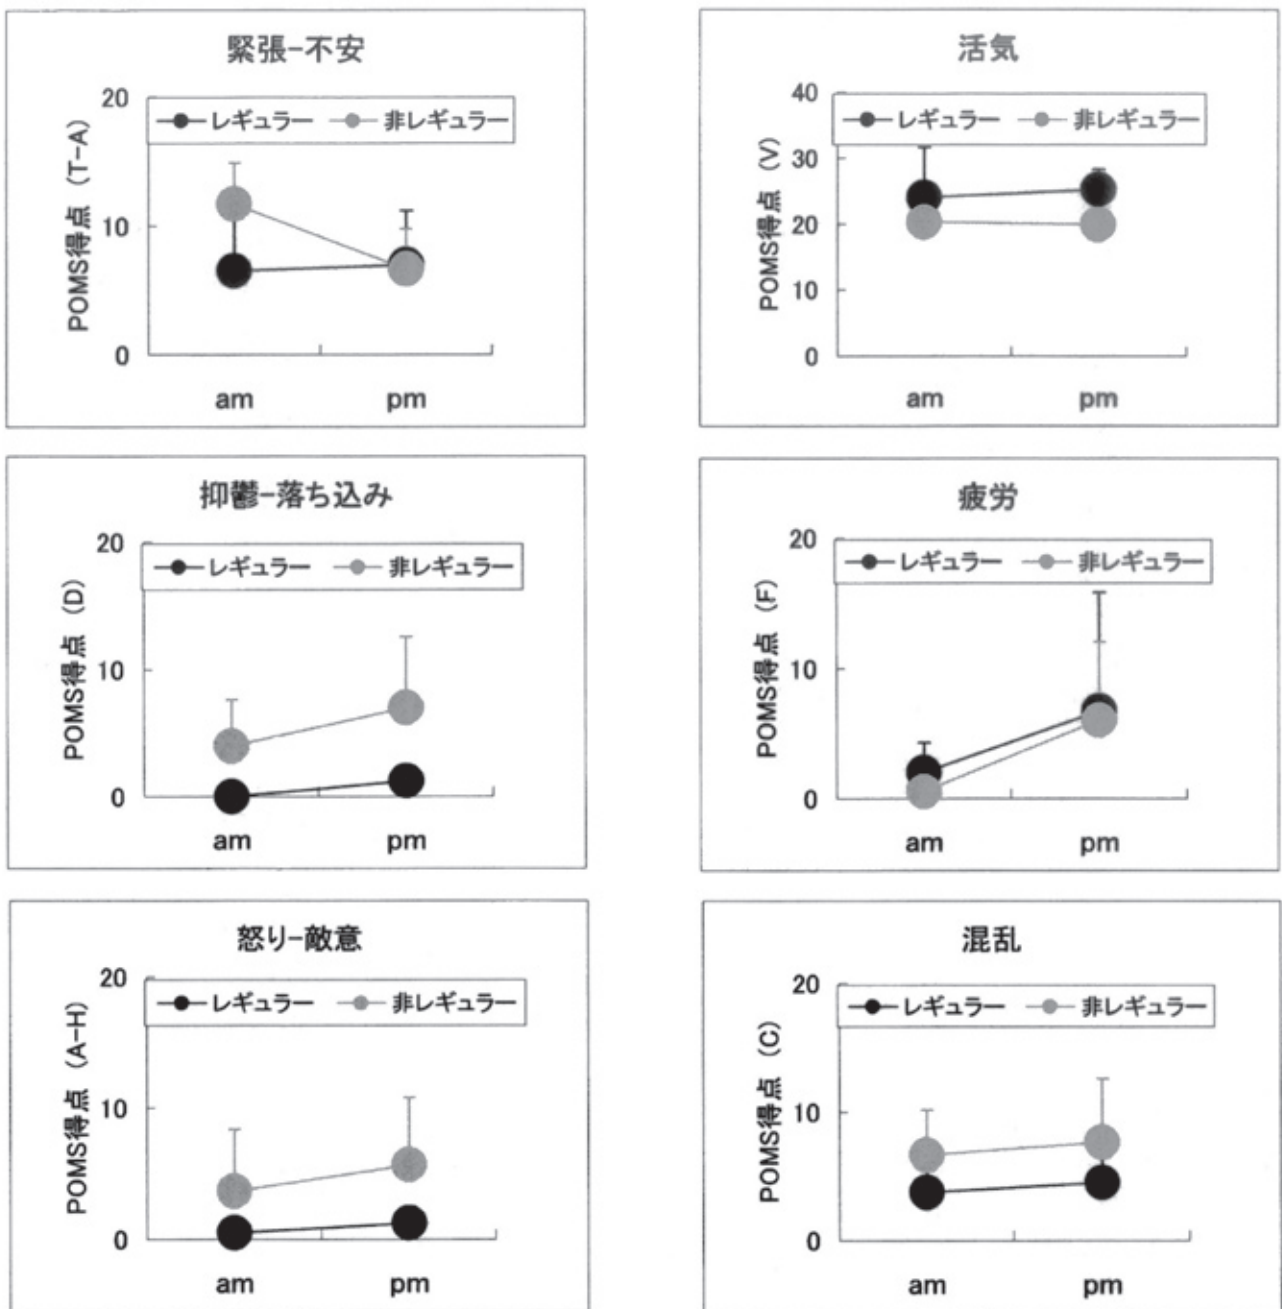 緊張-不安
20
レギュラー 非レギュラー
POMS得点 (T-A)
10
0
am pm
活気
40
レギュラー 非レギュラー
30
POMS得点 (V)
20
10
0
am pm
抑鬱-落ち込み
20
レギュラー 非レギュラー
POMS得点 (D)
10
0
am pm
疲労
20
レギュラー 非レギュラー
POMS得点 (F)
10
0
am pm
怒り-敵意
20
レギュラー 非レギュラー
POMS得点 (A-H)
10
0
am pm
混乱
20
レギュラー 非レギュラー
POMS得点 (C)
10
0
am pm